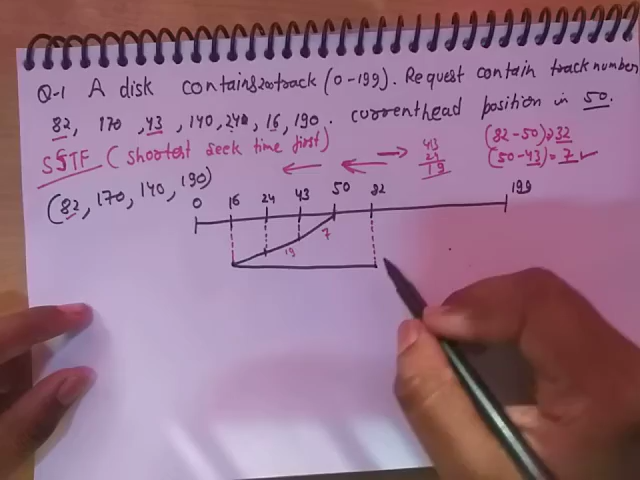 Q-1 A disk contains 200 track (0-199). Request contain track number
82, 170, 43, 140, 24, 16, 190. current head position in 50.
SSTF (shortest seek time first)
43
24
19
(82-50)=32
(50-43)=7 ✓
(82, 170, 140, 190)
0 16 24 43 50 82 199
19 7